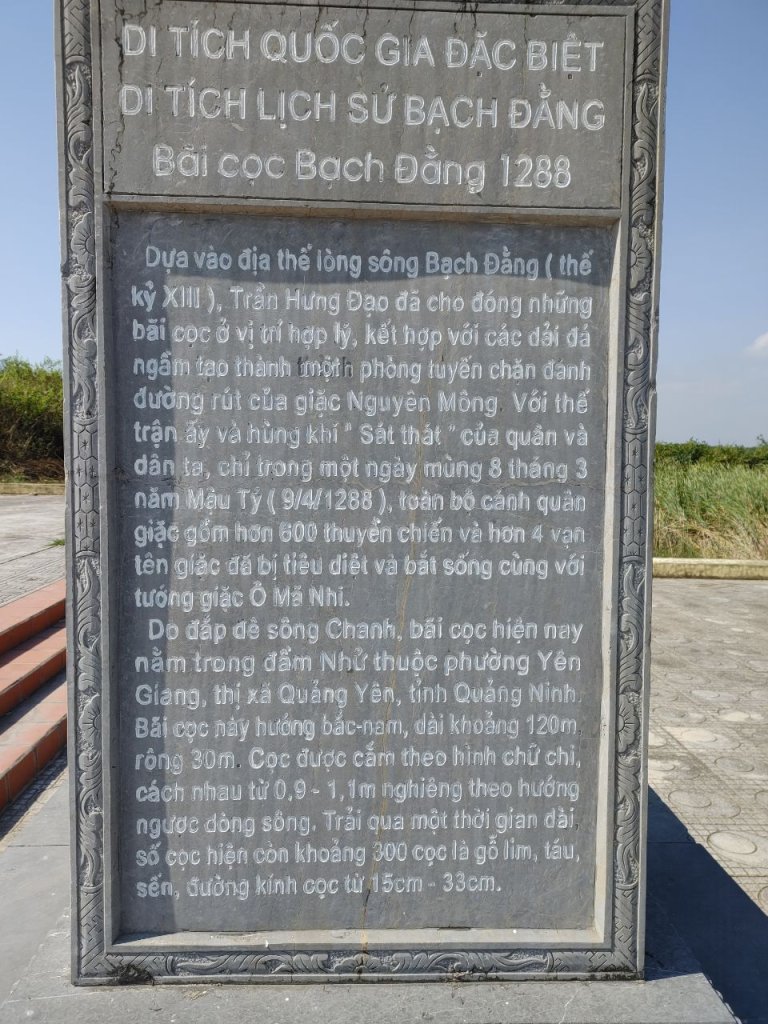 DI TÍCH QUỐC GIA ĐẶC BIỆT
DI TÍCH LỊCH SỬ BẠCH ĐẰNG
Bãi cọc Bạch Đằng 1288
Dựa vào địa thế lòng sông Bạch Đằng ( thế
kỷ XIII ), Trần Hưng Đạo đã cho đóng những
bãi cọc ở vị trí hợp lý, kết hợp với các dải đá
ngầm tạo thành một phòng tuyến chăn đánh
đường rút của giặc Nguyên Mông. Với thế
trận ấy và hùng khí " Sát thát " của quân và
dân ta, chỉ trong một ngày mùng 8 tháng 3
năm Mậu Tý ( 9/4/1288 ), toàn bộ cánh quân
giặc gồm hơn 600 thuyền chiến và hơn 4 vạn
tên giặc đã bị tiêu diệt và bắt sống cùng với
tướng giặc Ô Mã Nhi.
Do đắp đê sông Chanh, bãi cọc hiện nay
nằm trong đầm Nhử thuộc phường Yên
Giang, thị xã Quảng Yên, tỉnh Quảng Ninh.
Bãi cọc này hướng bắc-nam, dài khoảng 120m,
rộng 30m. Cọc được cắm theo hình chữ chi,
cách nhau từ 0,9 - 1,1m nghiêng theo hướng
ngược dòng sông. Trải qua một thời gian dài,
số cọc hiện còn khoảng 300 cọc là gỗ lim, táu,
sến, đường kính cọc từ 15cm - 33cm.